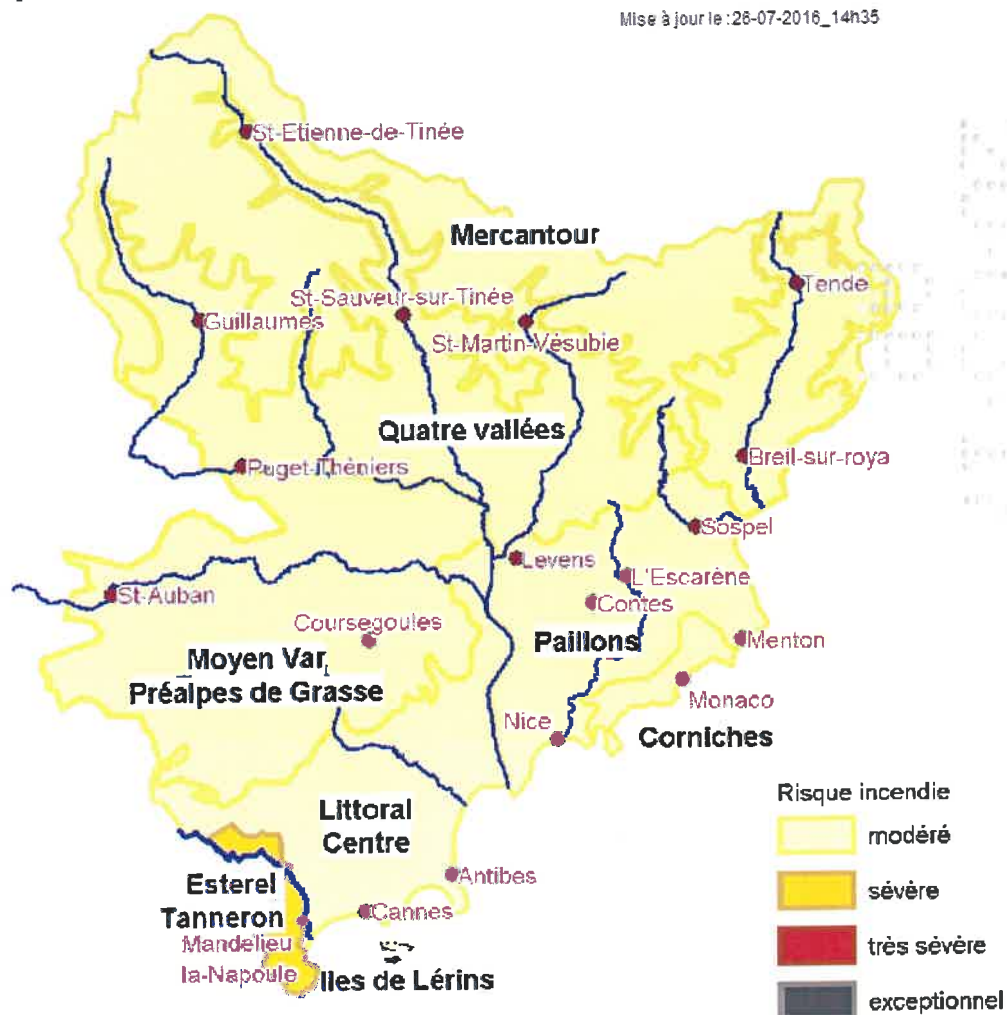 Mise à jour le :26-07-2016_14h35
St-Etienne-de-Tinée
Mercantour
Tende
St-Sauveur-sur-Tinée
Guillaumes
St-Martin-Vésubie
Quatre vallées
Breil-sur-roya
Puget-Théniers
Sospel
Levens
L'Escarène
St-Auban
Contes
Coursegoules
Paillons
Menton
Moyen Var
Préalpes de Grasse
Monaco
Nice
Corniches
Risque incendie
modéré
sévère
très sévère
exceptionnel
Littoral
Centre
Antibes
Esterel
Tanneron
Cannes
Mandelieu
la-Napoule
Iles de Lérins